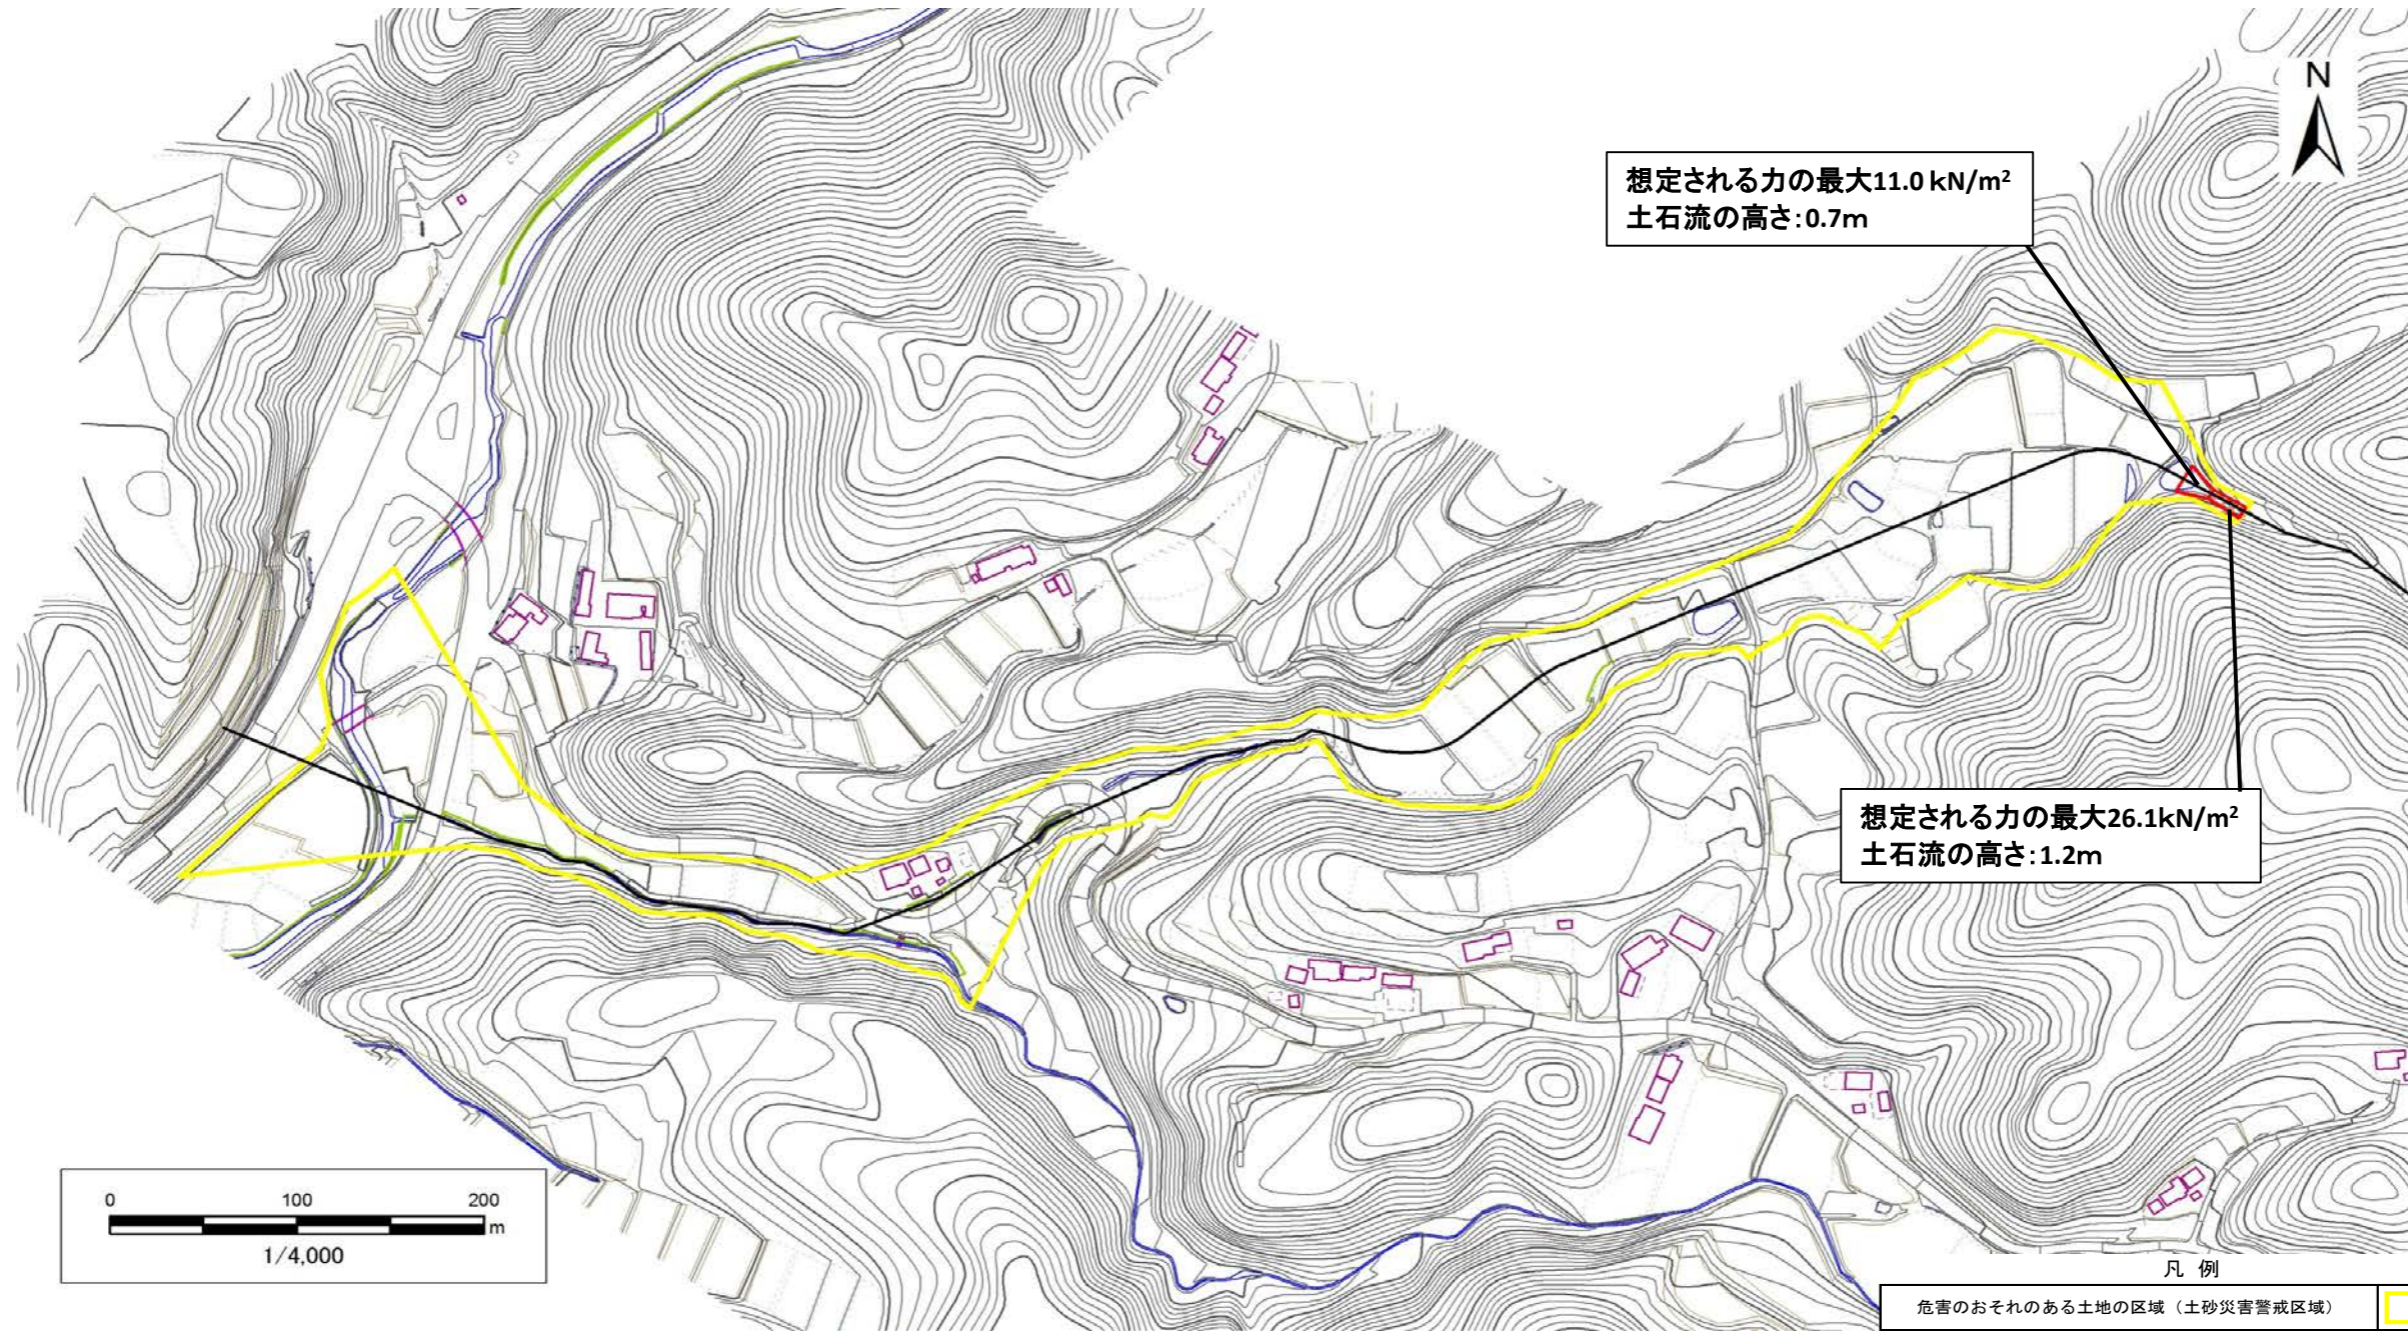 N
想定される力の最大11.0kN/m²
土石流の高さ:0.7m
想定される力の最大26.1kN/m²
土石流の高さ:1.2m
0 100 200
m
1/4,000
凡 例
危害のおそれのある土地の区域（土砂災害警戒区域）